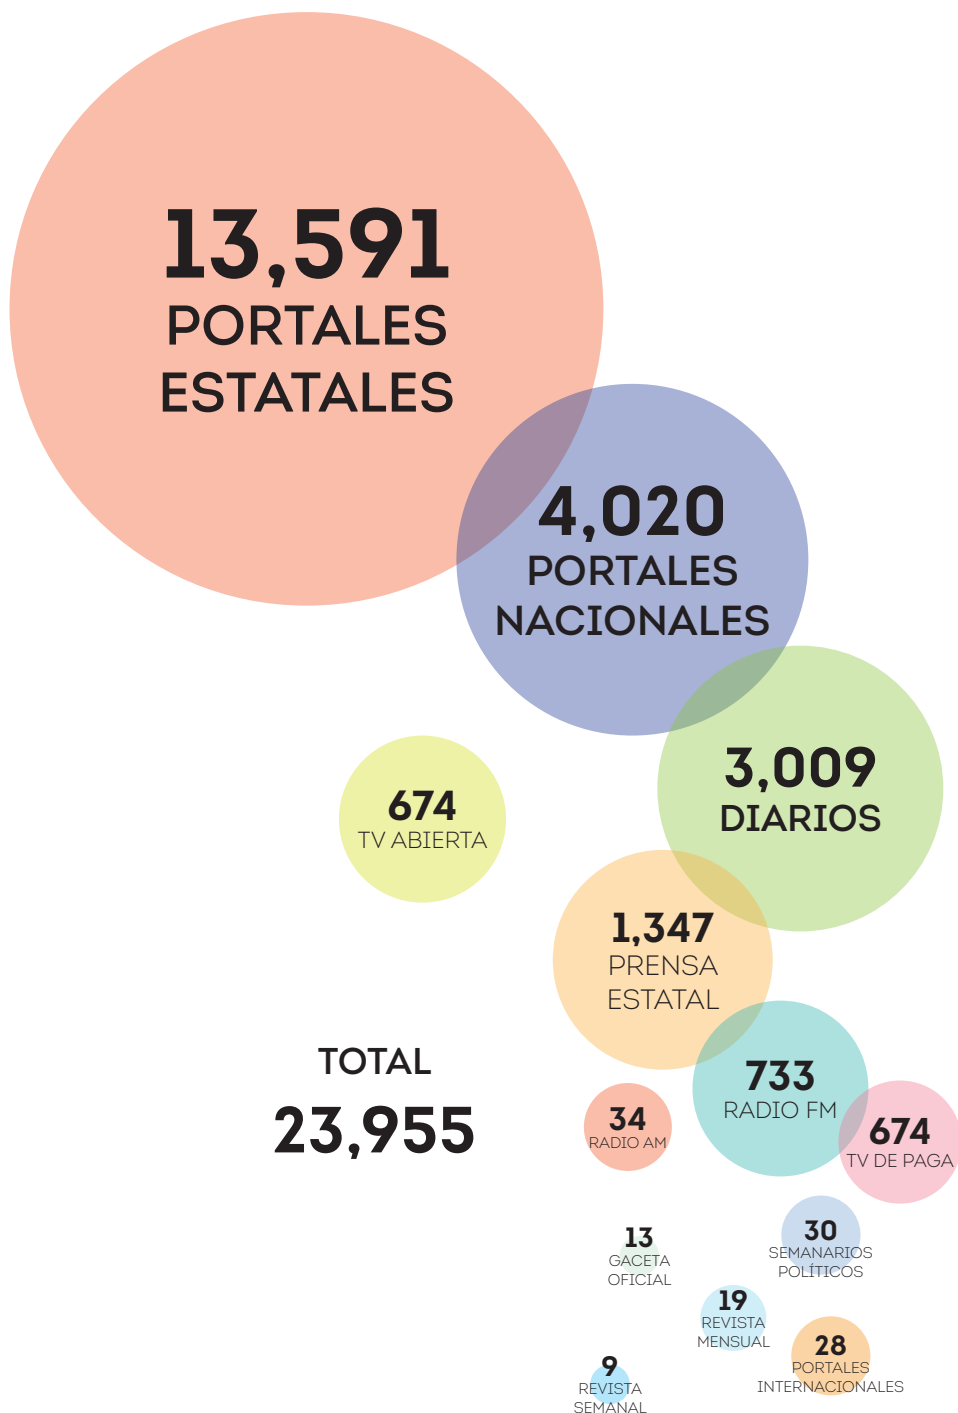 13,591
PORTALES
ESTATALES
4,020
PORTALES
NACIONALES
3,009
DIARIOS
674
TV ABIERTA
1,347
PRENSA
ESTATAL
TOTAL
23,955
733
RADIO FM
34
RADIO AM
674
TV DE PAGA
13
GACETA
OFICIAL
30
SEMANARIOS
POLÍTICOS
19
REVISTA
MENSUAL
28
PORTALES
INTERNACIONALES
9
REVISTA
SEMANAL